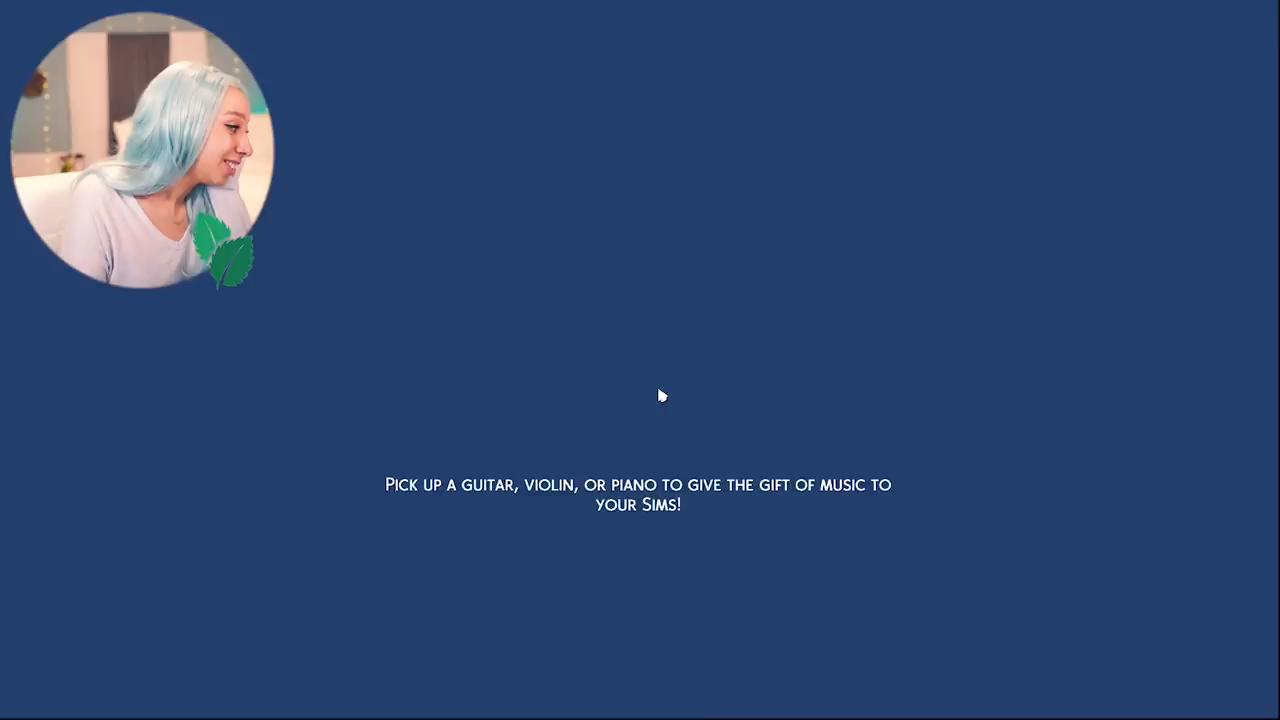 Pick up a guitar, violin, or piano to give the gift of music to
your Sims!